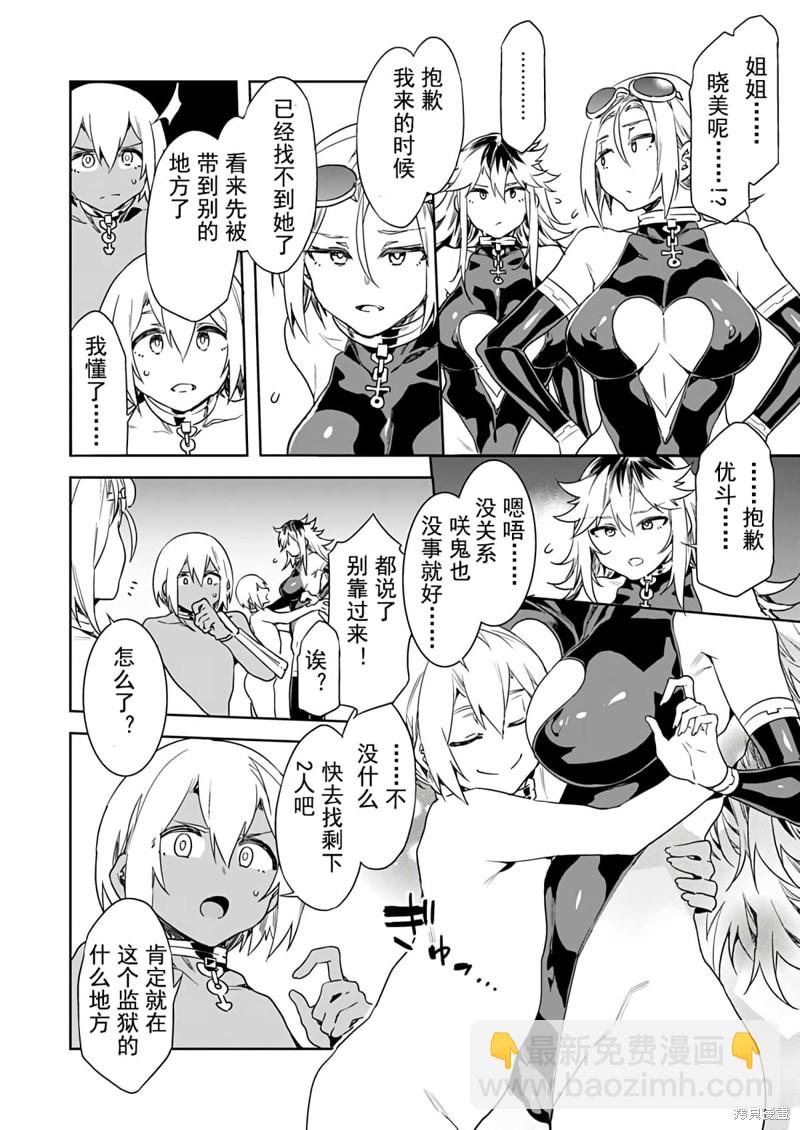 姐姐……
晓美呢……!?
………
抱歉
我来的时候
已经找不到她了
看来先被
带到别的
地方了
我懂了……
……抱歉
优斗……
嗯唔……
没关系
咲鬼也
没事就好……
都说了
别靠过来！
诶？
怎么了？
……不
没什么
快去找剩下
2人吧
肯定就在
这个监狱的
什么地方
最新免费漫画
www.baozimh.com
拷貝漫畫